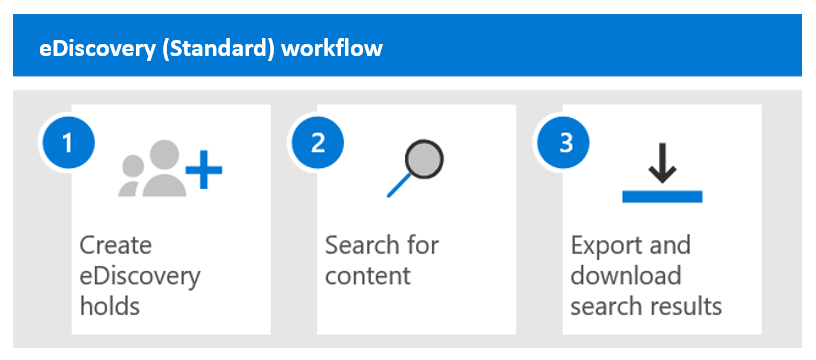 eDiscovery (Standard) workflow
1
Create
eDiscovery
holds
2
Search for
content
3
Export and
download
search results